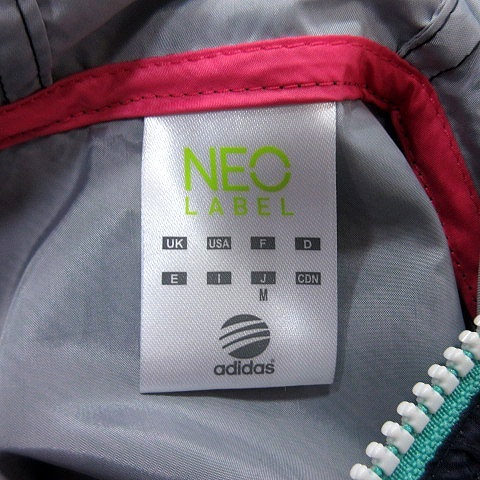 NEO
LABEL
UK USA F D
E I J CDN
M
adidas